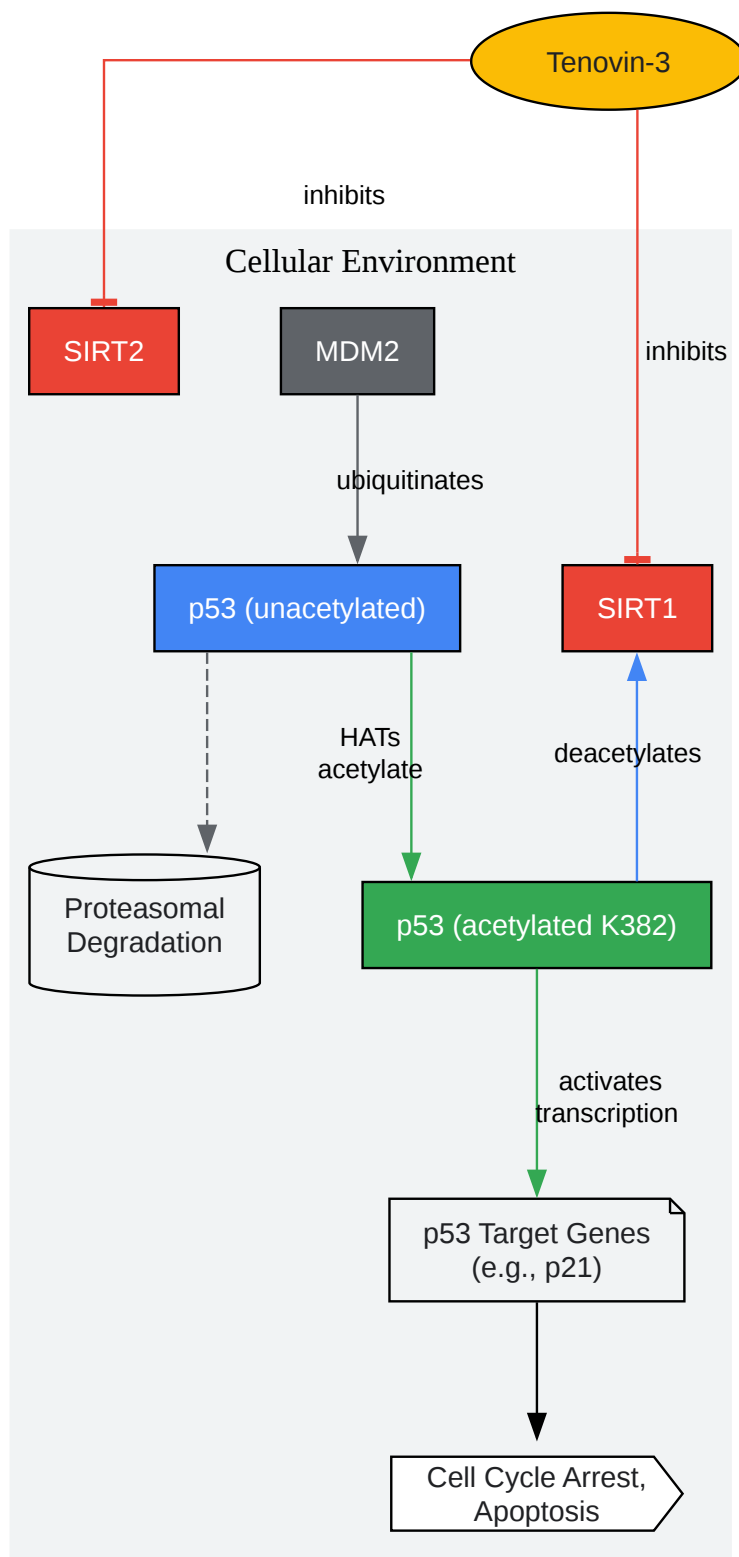 Tenovin-3
inhibits
Cellular Environment
SIRT2
MDM2
inhibits
ubiquitinates
p53 (unacetylated)
SIRT1
HATs
acetylate
deacetylates
Proteasomal
Degradation
p53 (acetylated K382)
activates
transcription
p53 Target Genes
(e.g., p21)
Cell Cycle Arrest,
Apoptosis